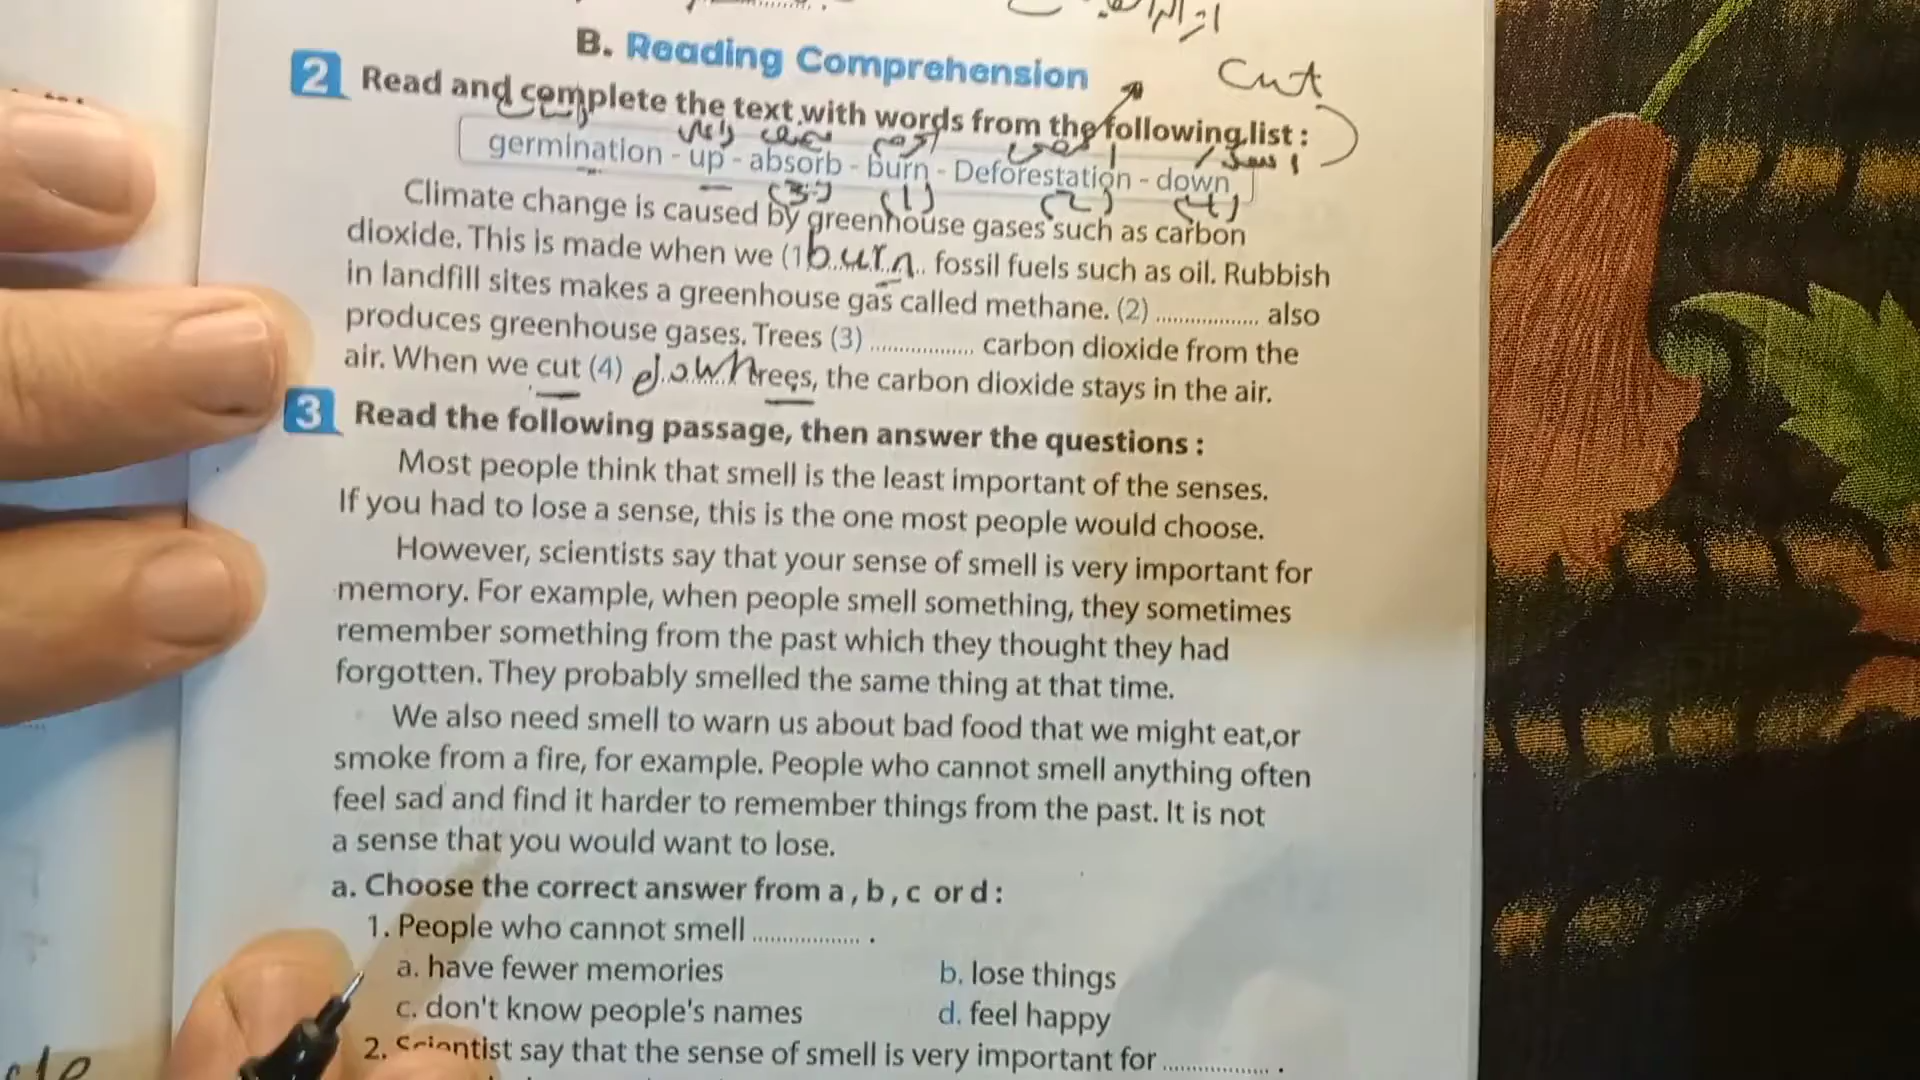 Cut
B. Reading Comprehension
2 Read and complete the text with words from the following list :
germination - up - absorb - burn - Deforestation - down
(3) (1) (2) (4)
Climate change is caused by greenhouse gases such as carbon
dioxide. This is made when we (1 burn fossil fuels such as oil. Rubbish
in landfill sites makes a greenhouse gas called methane. (2) .................. also
produces greenhouse gases. Trees (3) .................. carbon dioxide from the
air. When we cut (4) down trees, the carbon dioxide stays in the air.
3 Read the following passage, then answer the questions :
Most people think that smell is the least important of the senses.
If you had to lose a sense, this is the one most people would choose.
However, scientists say that your sense of smell is very important for
memory. For example, when people smell something, they sometimes
remember something from the past which they thought they had
forgotten. They probably smelled the same thing at that time.
We also need smell to warn us about bad food that we might eat,or
smoke from a fire, for example. People who cannot smell anything often
feel sad and find it harder to remember things from the past. It is not
a sense that you would want to lose.
a. Choose the correct answer from a , b , c or d :
1. People who cannot smell .................. .
a. have fewer memories b. lose things
c. don't know people's names d. feel happy
2. Scientist say that the sense of smell is very important for .................. .